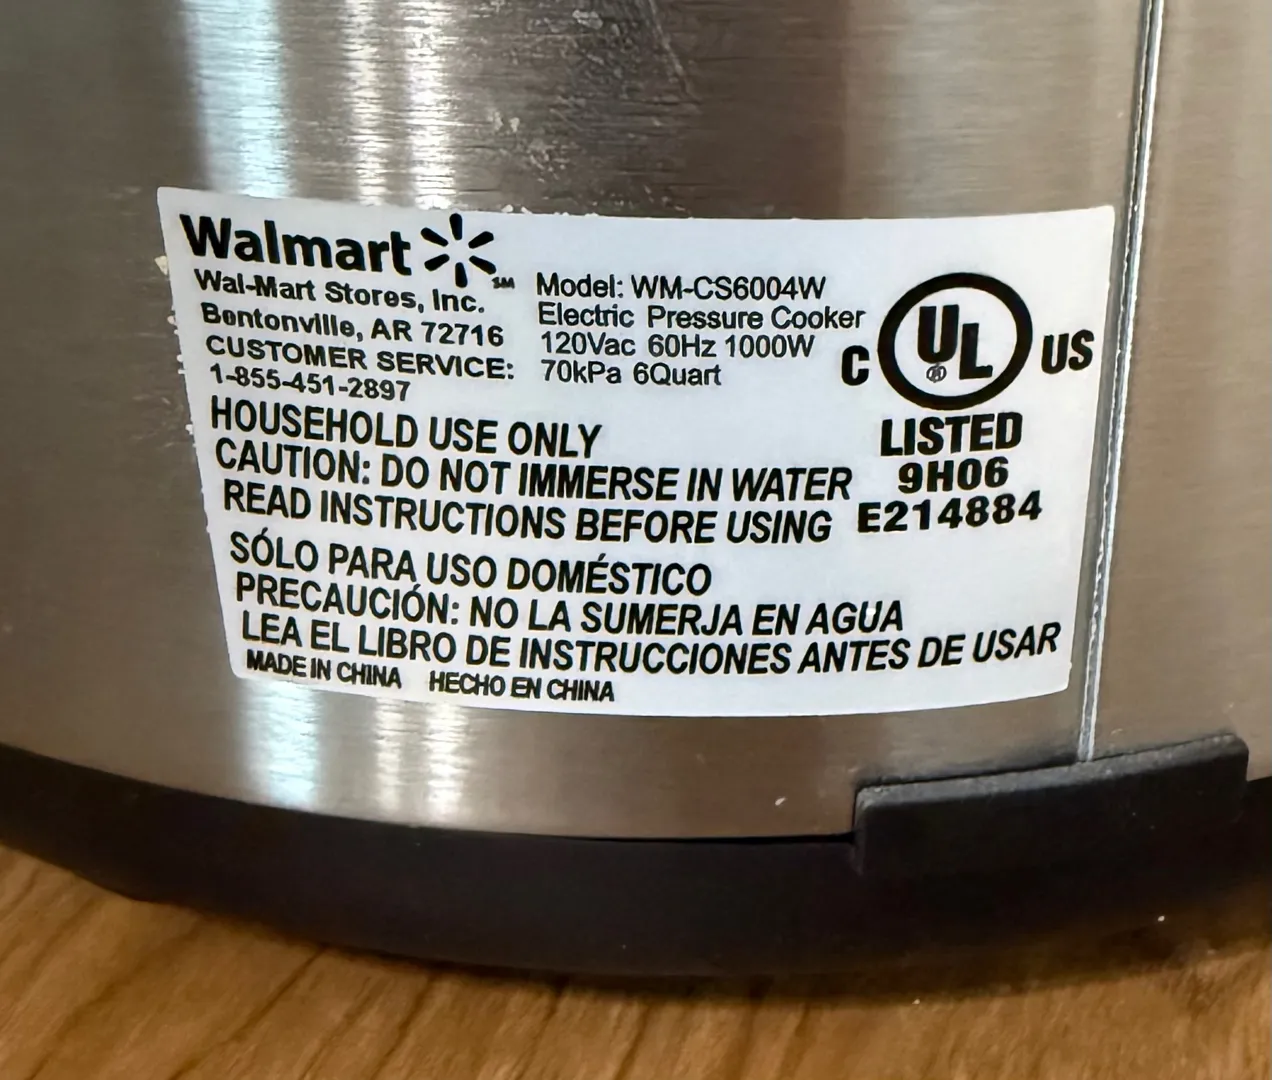 Walmart
SM
Wal-Mart Stores, Inc.
Bentonville, AR 72716
CUSTOMER SERVICE:
1-855-451-2897
Model: WM-CS6004W
Electric Pressure Cooker
120Vac 60Hz 1000W
70kPa 6Quart
C UL® US
LISTED
9H06
E214884
HOUSEHOLD USE ONLY
CAUTION: DO NOT IMMERSE IN WATER
READ INSTRUCTIONS BEFORE USING
SÓLO PARA USO DOMÉSTICO
PRECAUCIÓN: NO LA SUMERJA EN AGUA
LEA EL LIBRO DE INSTRUCCIONES ANTES DE USAR
MADE IN CHINA HECHO EN CHINA